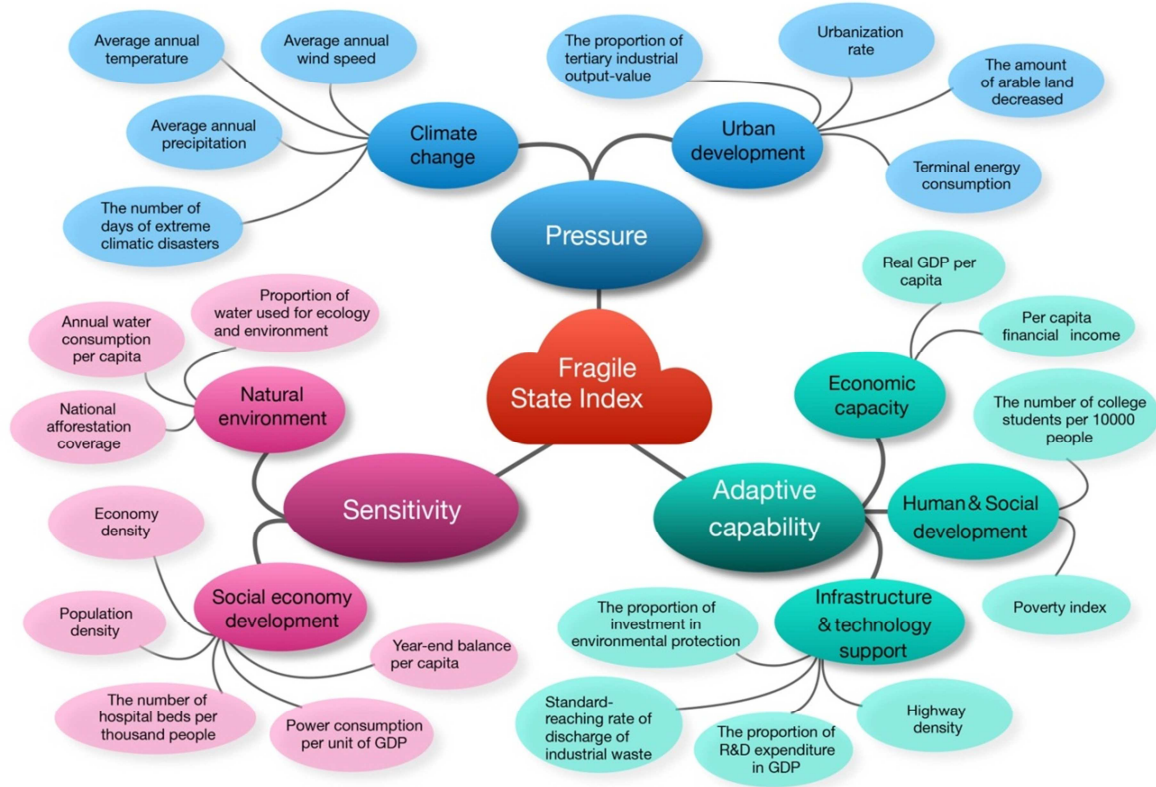 Average annual
temperature
Average annual
wind speed
Average annual
precipitation
The number of
days of extreme
climatic disasters
Climate
change
The proportion of
tertiary industrial
output-value
Urbanization
rate
The amount
of arable land
decreased
Terminal energy
consumption
Urban
development
Pressure
Fragile
State Index
Proportion of
water used for ecology
and environment
Annual water
consumption
per capita
National
afforestation
coverage
Natural
environment
Sensitivity
Economy
density
Population
density
The number of
hospital beds per
thousand people
Power consumption
per unit of GDP
Year-end balance
per capita
Social economy
development
Adaptive
capability
Real GDP per
capita
Per capita
financial income
Economic
capacity
The number of college
students per 10000
people
Human & Social
development
Poverty index
Infrastructure
& technology
support
The proportion of
investment in
environmental protection
Standard-
reaching rate of
discharge of
industrial waste
The proportion of
R&D expenditure
in GDP
Highway
density